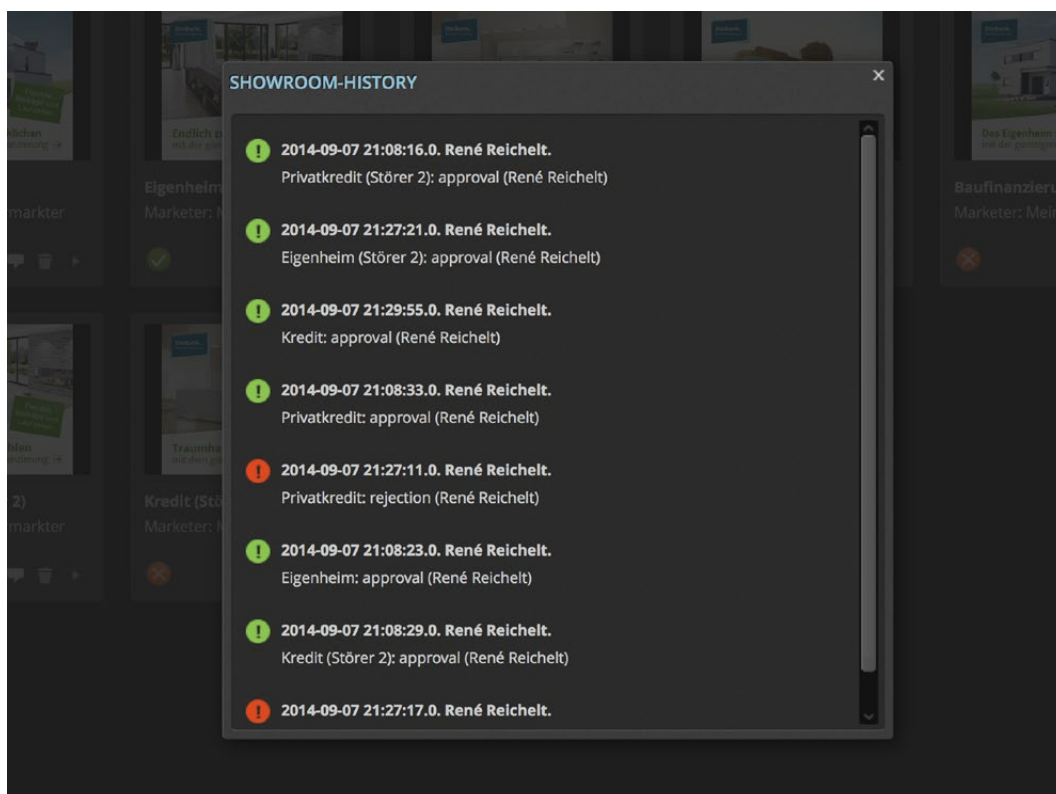 SHOWROOM-HISTORY
2014-09-07 21:08:16.0. René Reichelt.
Privatkredit (Störer 2): approval (René Reichelt)
2014-09-07 21:27:21.0. René Reichelt.
Eigenheim (Störer 2): approval (René Reichelt)
2014-09-07 21:29:55.0. René Reichelt.
Kredit: approval (René Reichelt)
2014-09-07 21:08:33.0. René Reichelt.
Privatkredit: approval (René Reichelt)
2014-09-07 21:27:11.0. René Reichelt.
Privatkredit: rejection (René Reichelt)
2014-09-07 21:08:23.0. René Reichelt.
Eigenheim: approval (René Reichelt)
2014-09-07 21:08:29.0. René Reichelt.
Kredit (Störer 2): approval (René Reichelt)
2014-09-07 21:27:17.0. René Reichelt.
Endlich
Eigenheim
markter
Marketer:
Das Eigenheim
Marketer: Mein
2)
markter
Kredit
Marketer: